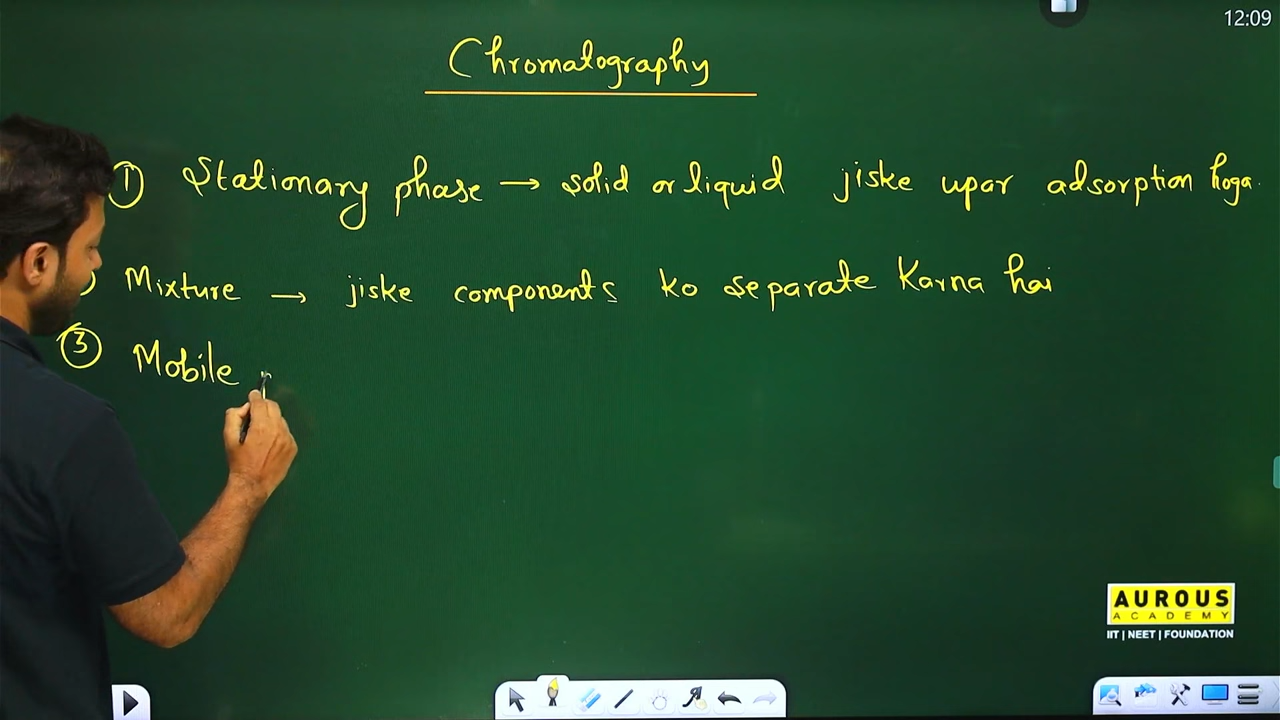 12:09
Chromatography
① Stationary phase → solid or liquid jiske upar adsorption hoga.
Mixture → jiske components ko separate Karna hai
③ Mobile
AUROUS
ACADEMY
IIT | NEET | FOUNDATION